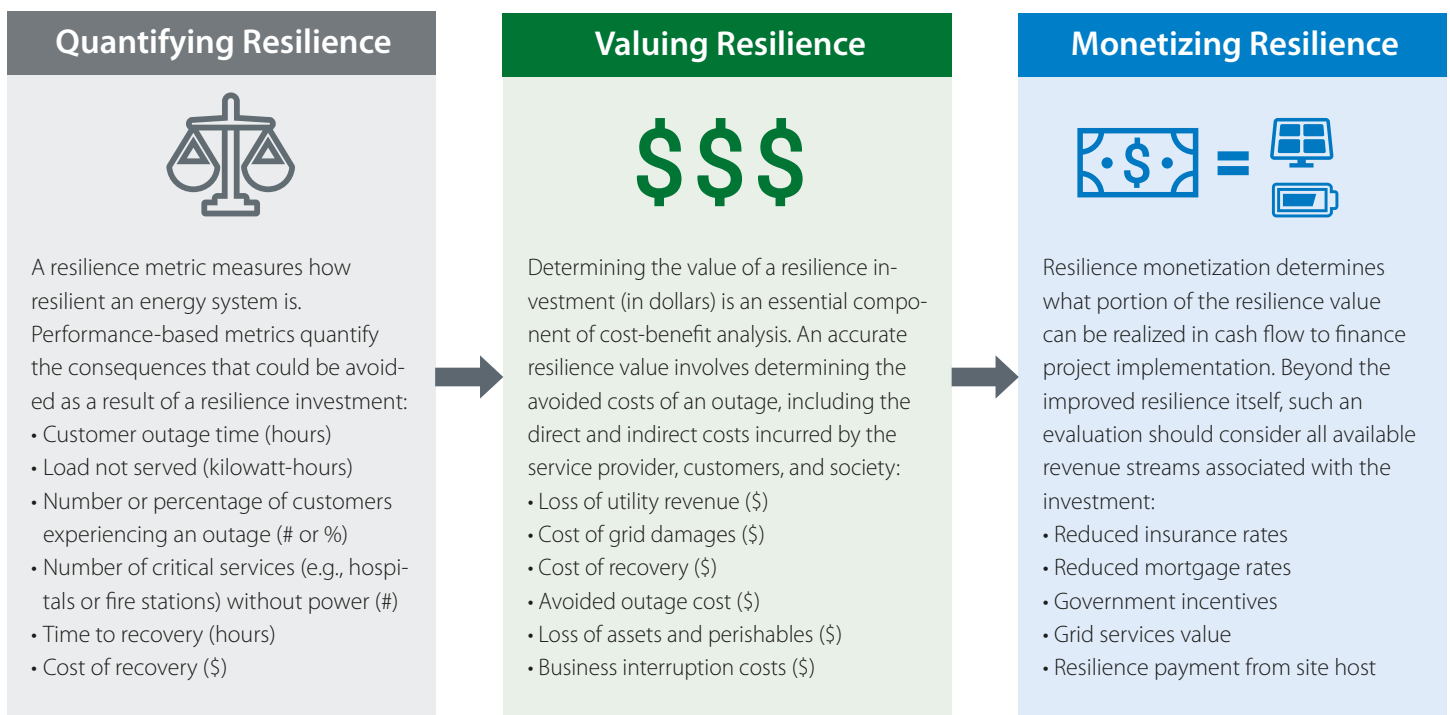 Quantifying Resilience
A resilience metric measures how
resilient an energy system is.
Performance-based metrics quantify
the consequences that could be avoid-
ed as a result of a resilience investment:
• Customer outage time (hours)
• Load not served (kilowatt-hours)
• Number or percentage of customers
experiencing an outage (# or %)
• Number of critical services (e.g., hospi-
tals or fire stations) without power (#)
• Time to recovery (hours)
• Cost of recovery ($)
Valuing Resilience
$$$
Determining the value of a resilience in-
vestment (in dollars) is an essential compo-
nent of cost-benefit analysis. An accurate
resilience value involves determining the
avoided costs of an outage, including the
direct and indirect costs incurred by the
service provider, customers, and society:
• Loss of utility revenue ($)
• Cost of grid damages ($)
• Cost of recovery ($)
• Avoided outage cost ($)
• Loss of assets and perishables ($)
• Business interruption costs ($)
Monetizing Resilience
$ =
Resilience monetization determines
what portion of the resilience value
can be realized in cash flow to finance
project implementation. Beyond the
improved resilience itself, such an
evaluation should consider all available
revenue streams associated with the
investment:
• Reduced insurance rates
• Reduced mortgage rates
• Government incentives
• Grid services value
• Resilience payment from site host